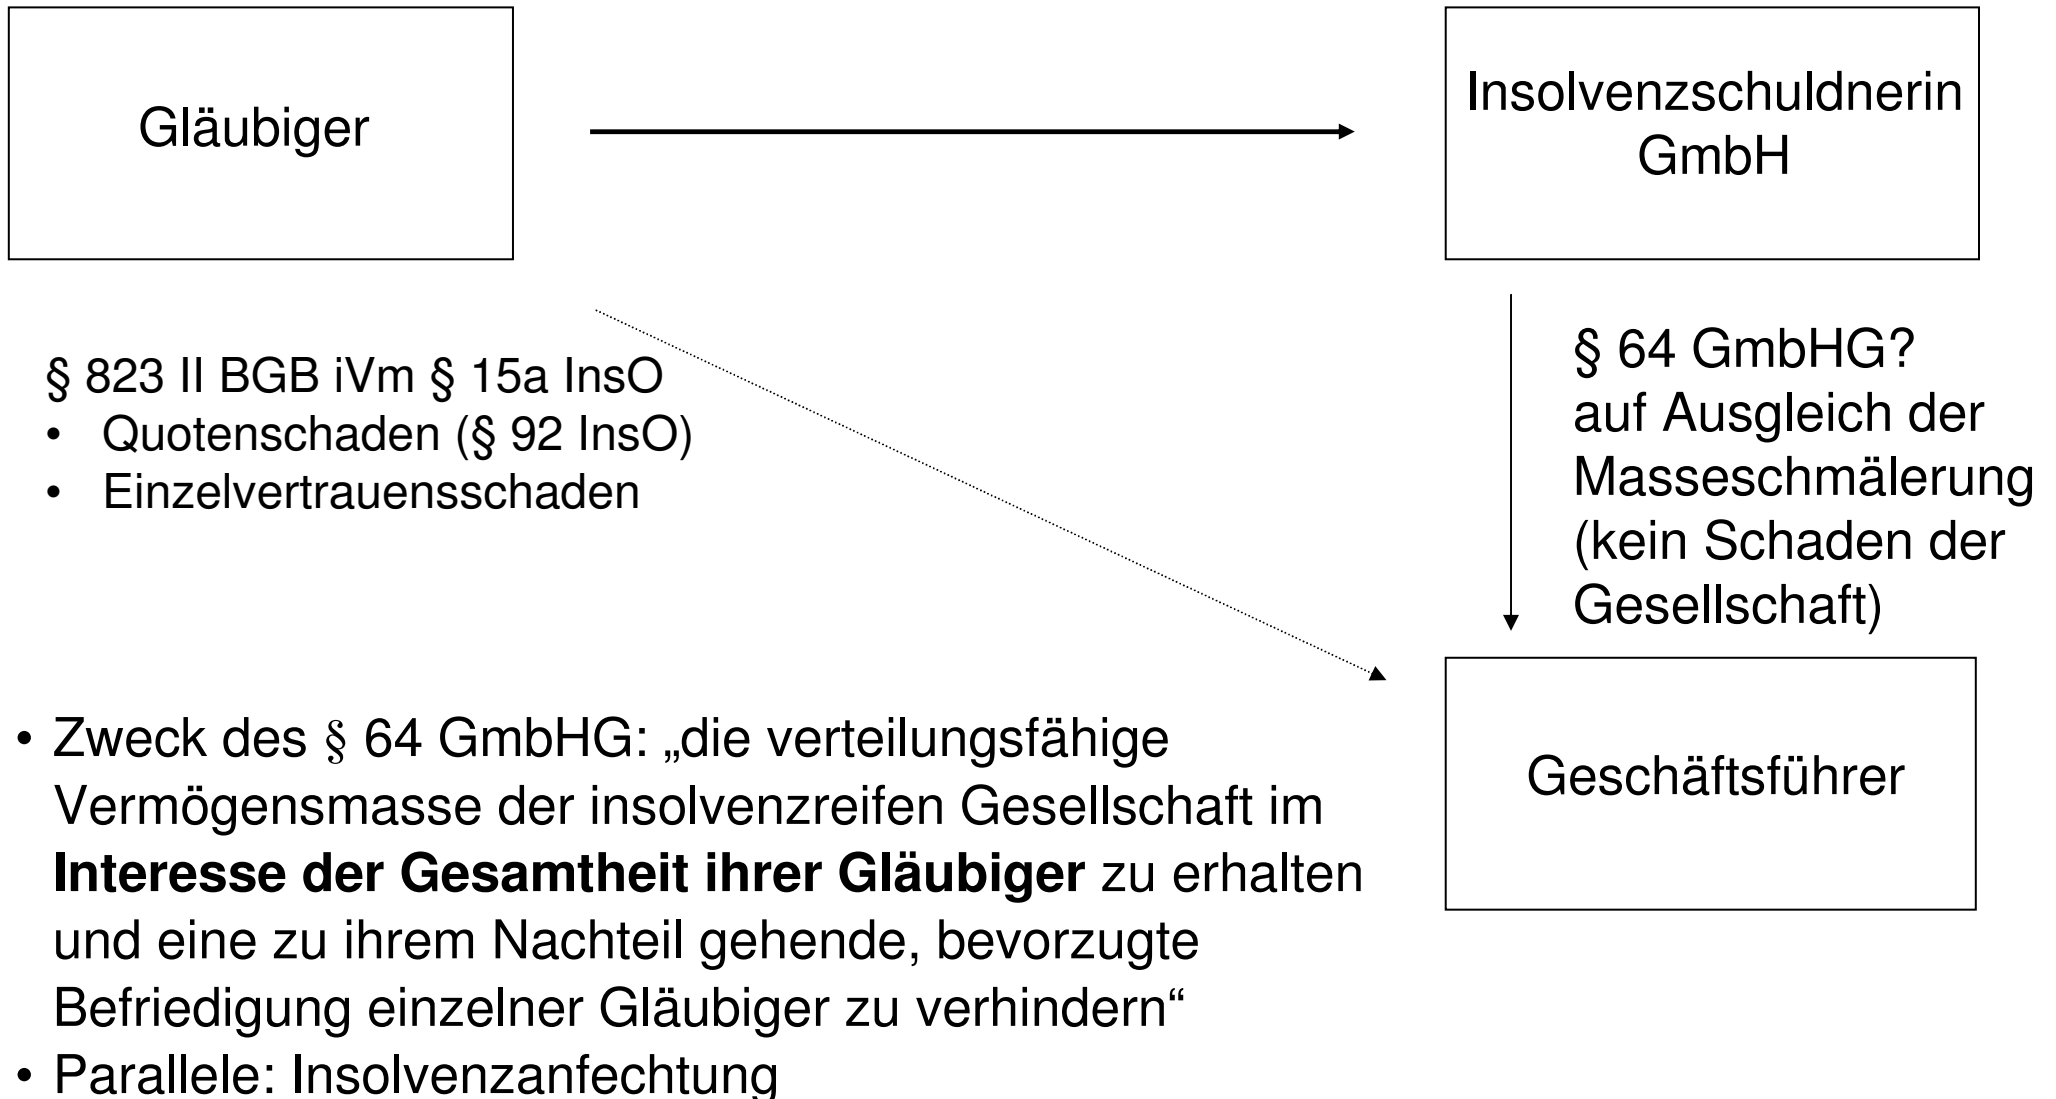 Gläubiger
Insolvenzschuldnerin
GmbH
§ 823 II BGB iVm § 15a InsO
• Quotenschaden (§ 92 InsO)
• Einzelvertrauensschaden
§ 64 GmbHG?
auf Ausgleich der
Masseschmälerung
(kein Schaden der
Gesellschaft)
Geschäftsführer
• Zweck des § 64 GmbHG: „die verteilungsfähige
Vermögensmasse der insolvenzreifen Gesellschaft im
Interesse der Gesamtheit ihrer Gläubiger zu erhalten
und eine zu ihrem Nachteil gehende, bevorzugte
Befriedigung einzelner Gläubiger zu verhindern“
• Parallele: Insolvenzanfechtung